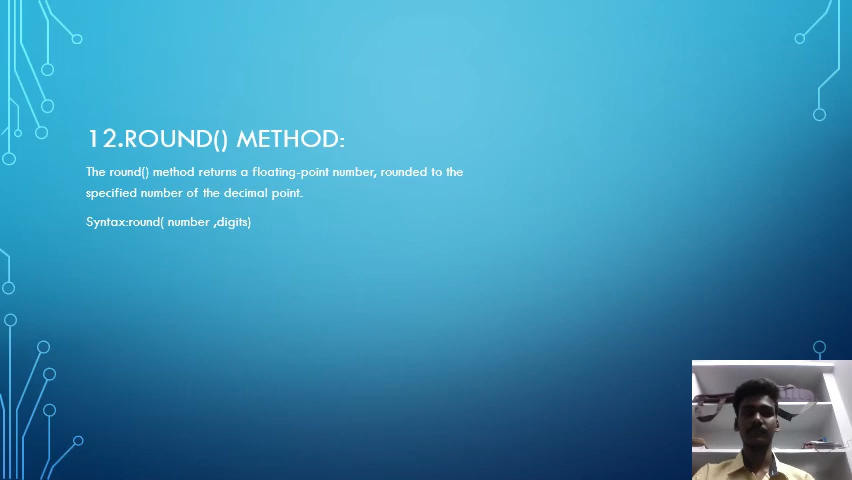 12.ROUND() METHOD:
The round() method returns a floating-point number, rounded to the
specified number of the decimal point.
Syntax:round( number ,digits)